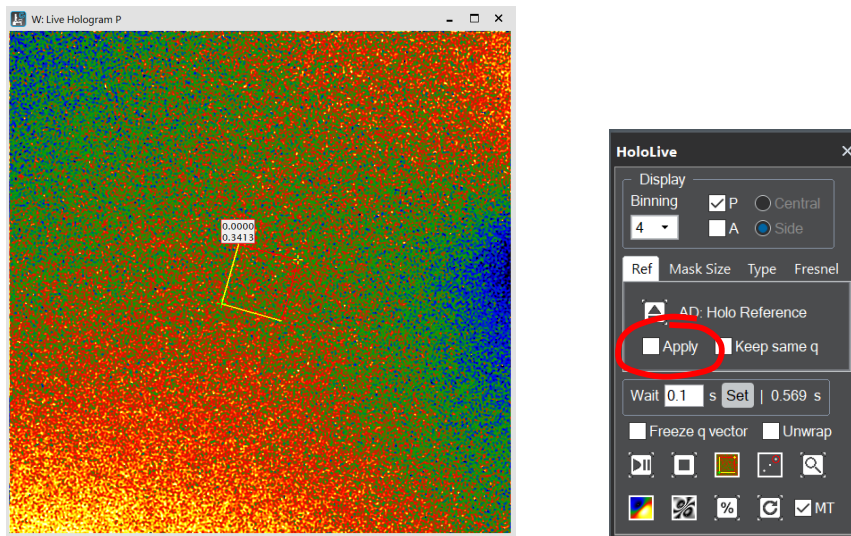 W: Live Hologram P
0.0000
0.3413
HoloLive
Display
Binning
P
Central
4
A
Side
Ref Mask Size Type Fresnel
AD: Holo Reference
Apply Keep same q
Wait 0.1 s Set | 0.569 s
Freeze q vector Unwrap
%
MT